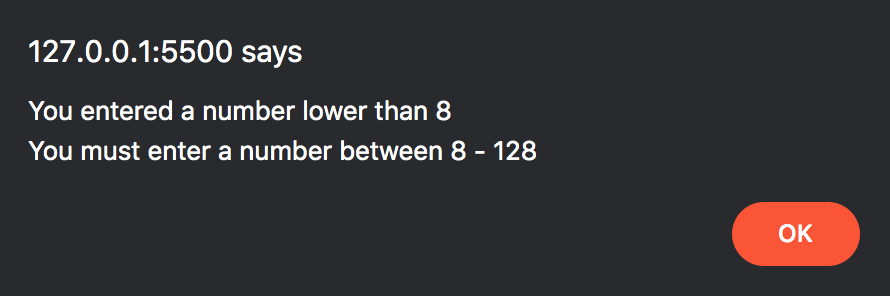 127.0.0.1:5500 says
You entered a number lower than 8
You must enter a number between 8 - 128
OK